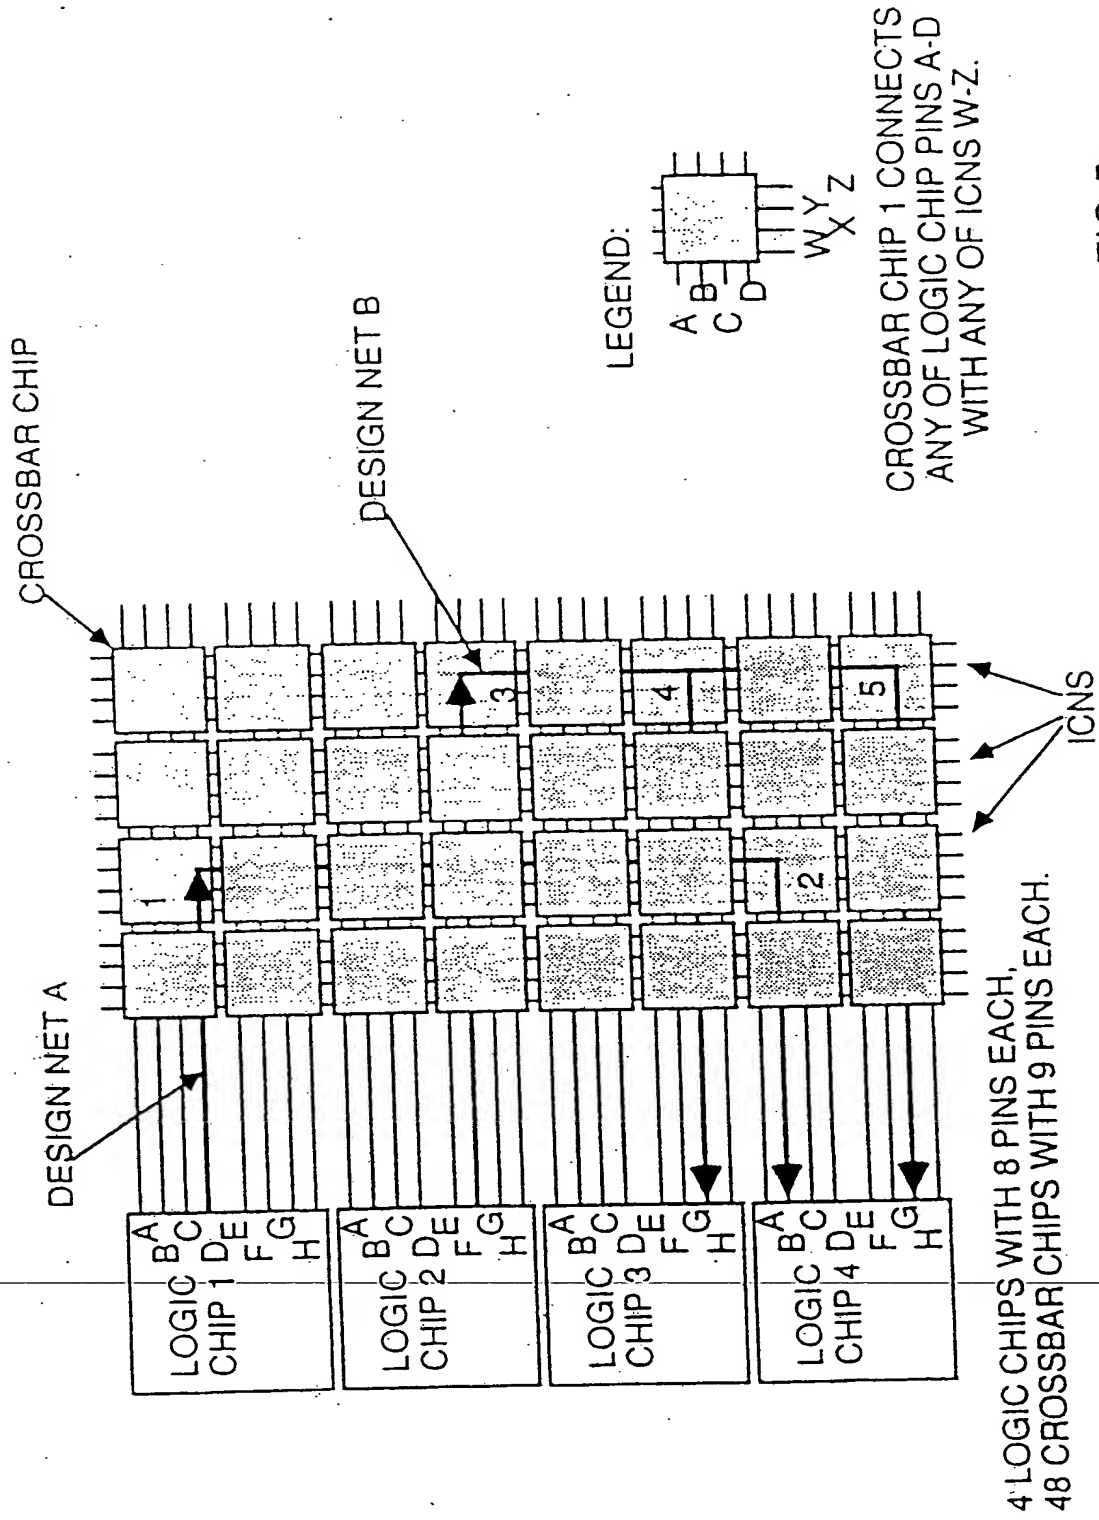 CROSSBAR CHIP
DESIGN NET A
DESIGN NET B
LOGIC
CHIP 1
A
B
C
D
E
F
G
H
LOGIC
CHIP 2
A
B
C
D
E
F
G
H
LOGIC
CHIP 3
A
B
C
D
E
F
G
H
LOGIC
CHIP 4
A
B
C
D
E
F
G
H
1
2
3
4
5
ICNS
LEGEND:
A
B
C
D
W
X
Y
Z
CROSSBAR CHIP 1 CONNECTS
ANY OF LOGIC CHIP PINS A-D
WITH ANY OF ICNS W-Z.
4 LOGIC CHIPS WITH 8 PINS EACH,
48 CROSSBAR CHIPS WITH 9 PINS EACH.